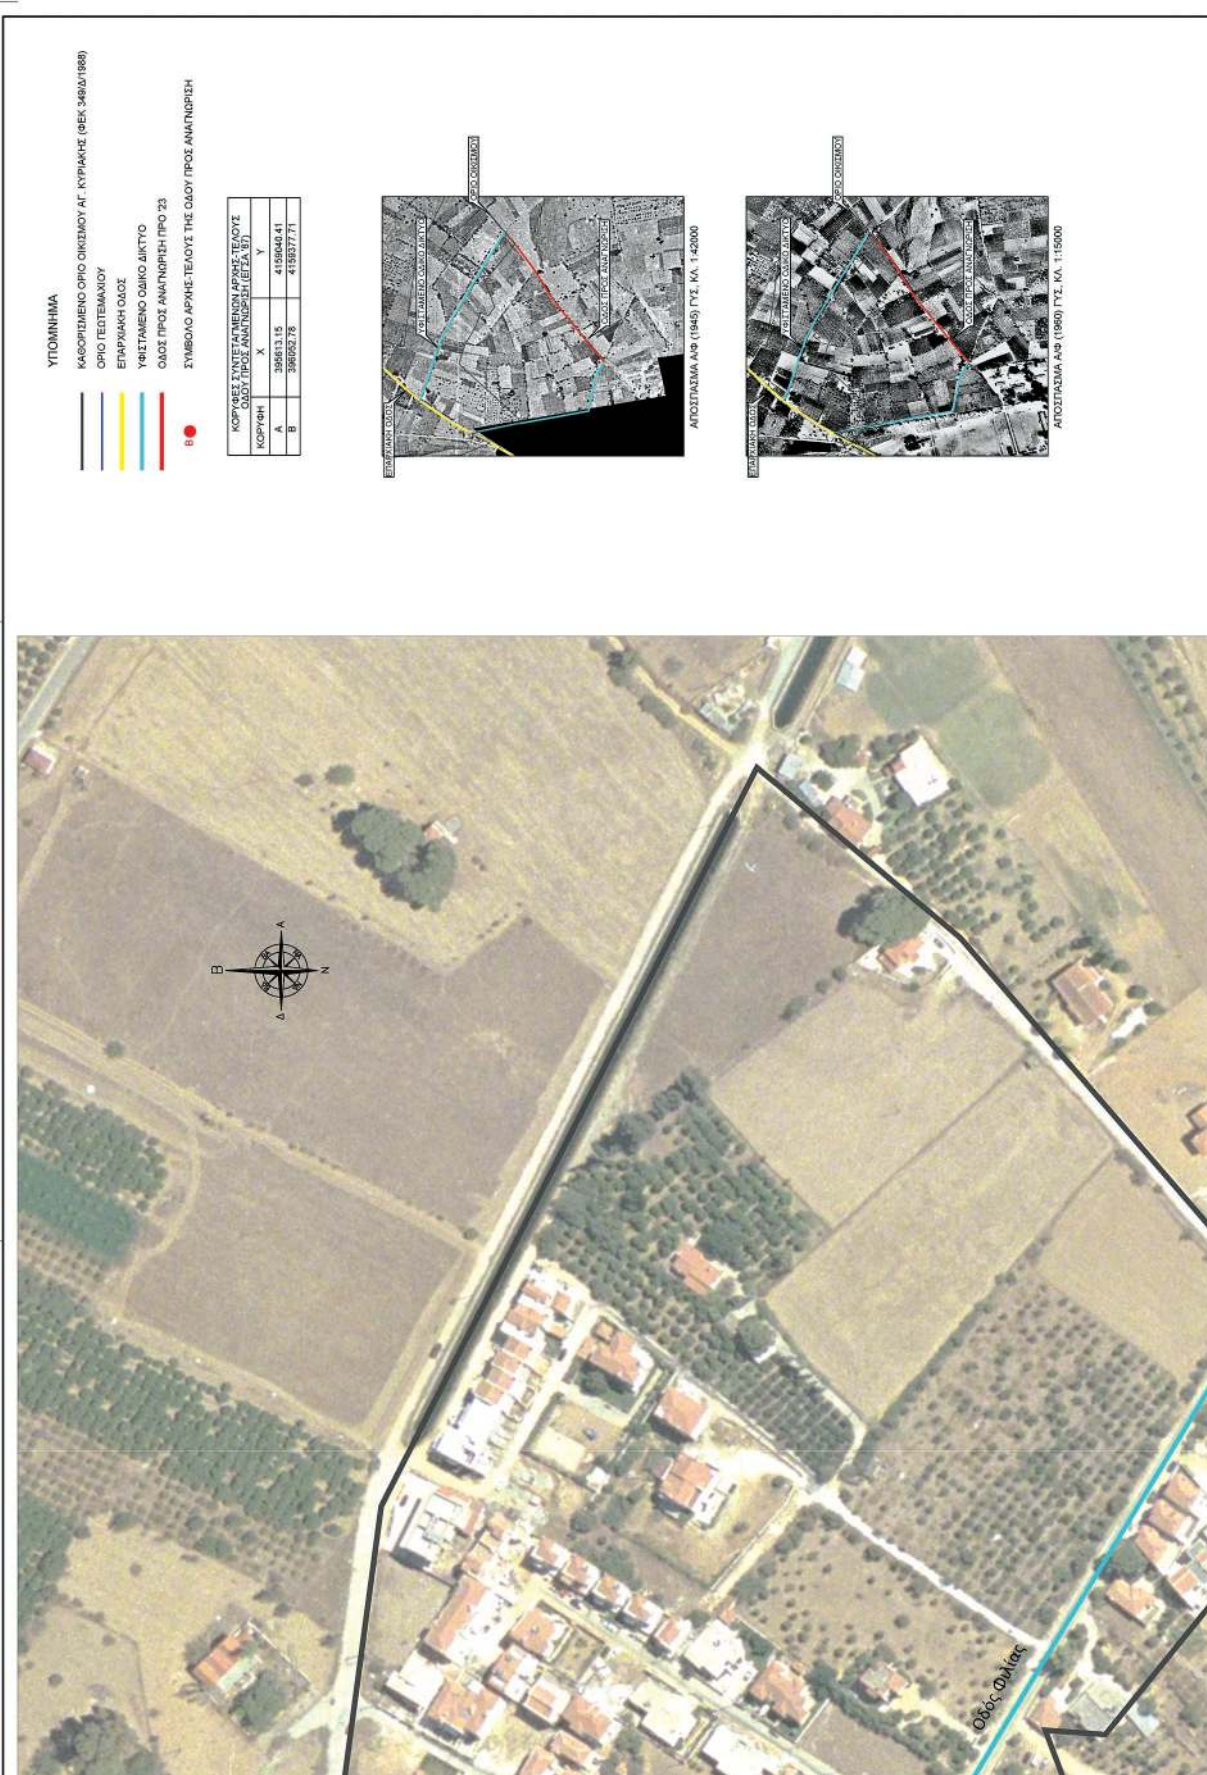 ΥΠΟΜΝΗΜΑ
ΚΑΘΟΡΙΣΜΕΝΟ ΟΡΙΟ ΟΙΚΙΣΜΟΥ ΑΓ. ΚΥΡΙΑΚΗΣ (ΦΕΚ 349/Δ/1988)
ΟΡΙΟ ΓΕΩΤΕΜΑΧΙΟΥ
ΕΠΑΡΧΙΑΚΗ ΟΔΟΣ
ΥΦΙΣΤΑΜΕΝΟ ΟΔΙΚΟ ΔΙΚΤΥΟ
ΟΔΟΣ ΠΡΟΣ ΑΝΑΓΝΩΡΙΣΗ ΠΡΟ '23
Β ΣΥΜΒΟΛΟ ΑΡΧΗΣ-ΤΕΛΟΥΣ ΤΗΣ ΟΔΟΥ ΠΡΟΣ ΑΝΑΓΝΩΡΙΣΗ
ΚΟΡΥΦΕΣ ΣΥΝΤΕΤΑΓΜΕΝΩΝ ΑΡΧΗΣ-ΤΕΛΟΥΣ
ΟΔΟΥ ΠΡΟΣ ΑΝΑΓΝΩΡΙΣΗ (ΕΓΣΑ '87)
ΚΟΡΥΦΗ Χ Υ
Α 395613.15 4159040.41
Β 396052.78 4159377.71
ΕΠΑΡΧΙΑΚΗ ΟΔΟΣ
ΥΦΙΣΤΑΜΕΝΟ ΟΔΙΚΟ ΔΙΚΤΥΟ
ΟΡΙΟ ΟΙΚΙΣΜΟΥ
ΟΔΟΣ ΠΡΟΣ ΑΝΑΓΝΩΡΙΣΗ
ΑΠΟΣΠΑΣΜΑ Α/Φ (1945) ΓΥΣ, ΚΛ. 1:42000
ΕΠΑΡΧΙΑΚΗ ΟΔΟΣ
ΥΦΙΣΤΑΜΕΝΟ ΟΔΙΚΟ ΔΙΚΤΥΟ
ΟΡΙΟ ΟΙΚΙΣΜΟΥ
ΟΔΟΣ ΠΡΟΣ ΑΝΑΓΝΩΡΙΣΗ
ΑΠΟΣΠΑΣΜΑ Α/Φ (1960) ΓΥΣ, ΚΛ. 1:15000
Β
Δ Α
Ν
Οδός Φιλίας